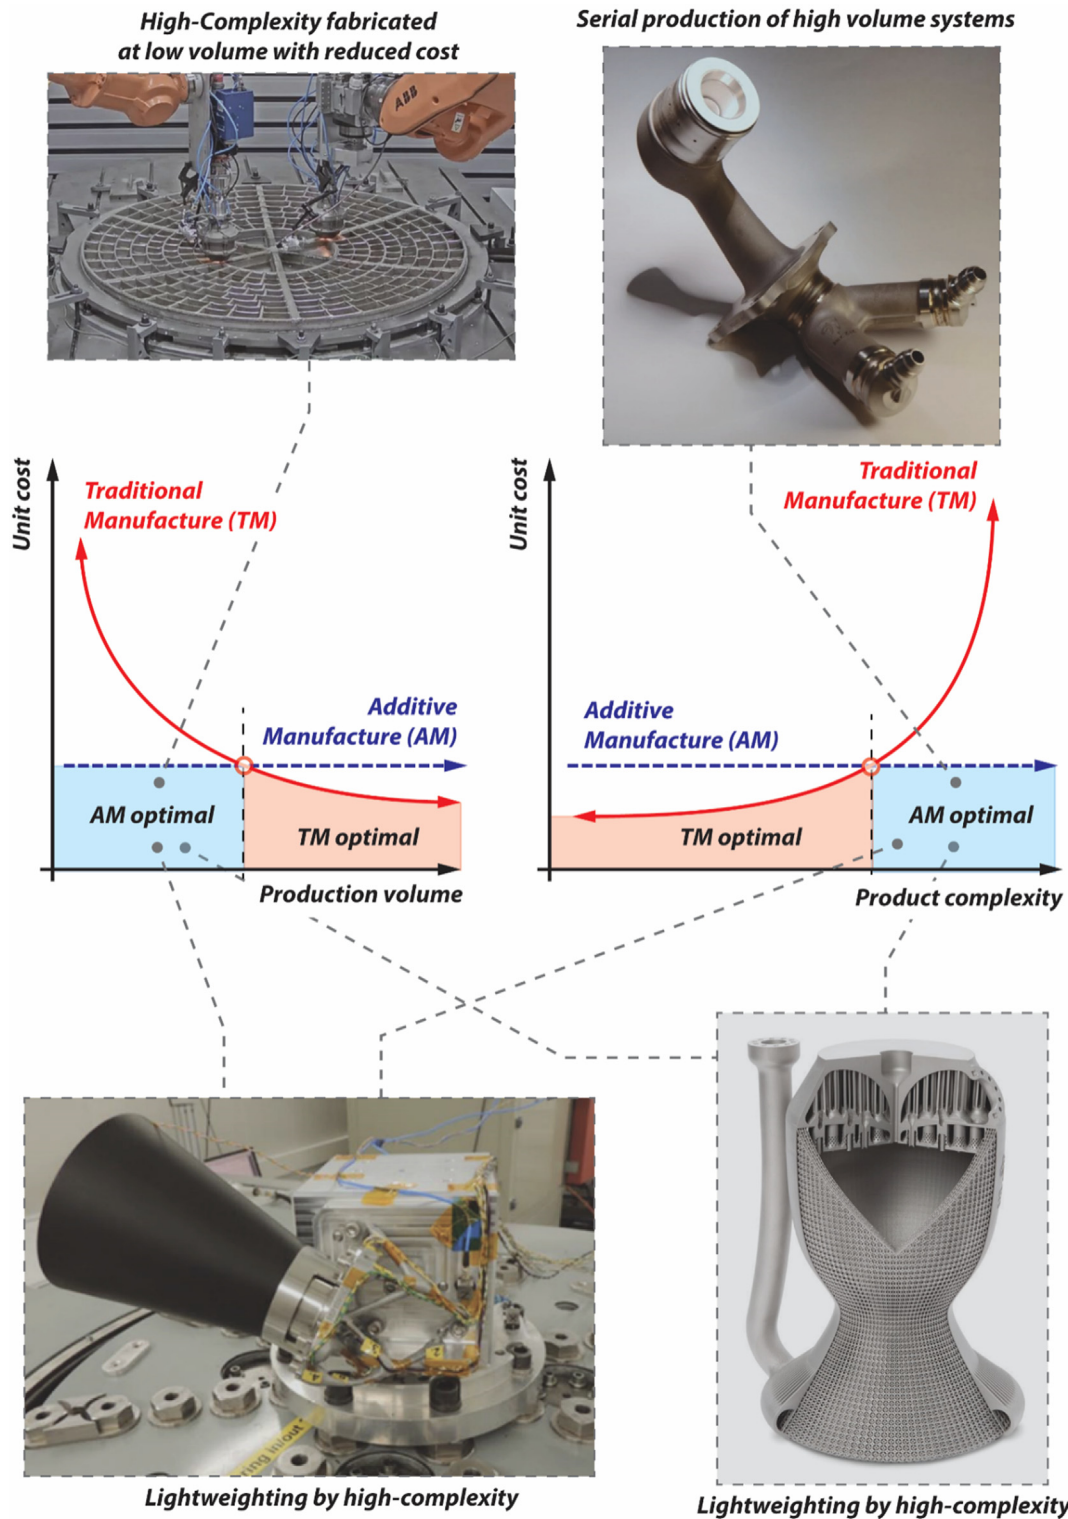 High-Complexity fabricated
at low volume with reduced cost
Serial production of high volume systems
ABB
Unit cost
Traditional
Manufacture (TM)
Additive
Manufacture (AM)
AM optimal
TM optimal
Production volume
Unit cost
Traditional
Manufacture (TM)
Additive
Manufacture (AM)
TM optimal
AM optimal
Product complexity
Lightweighting by high-complexity
Lightweighting by high-complexity